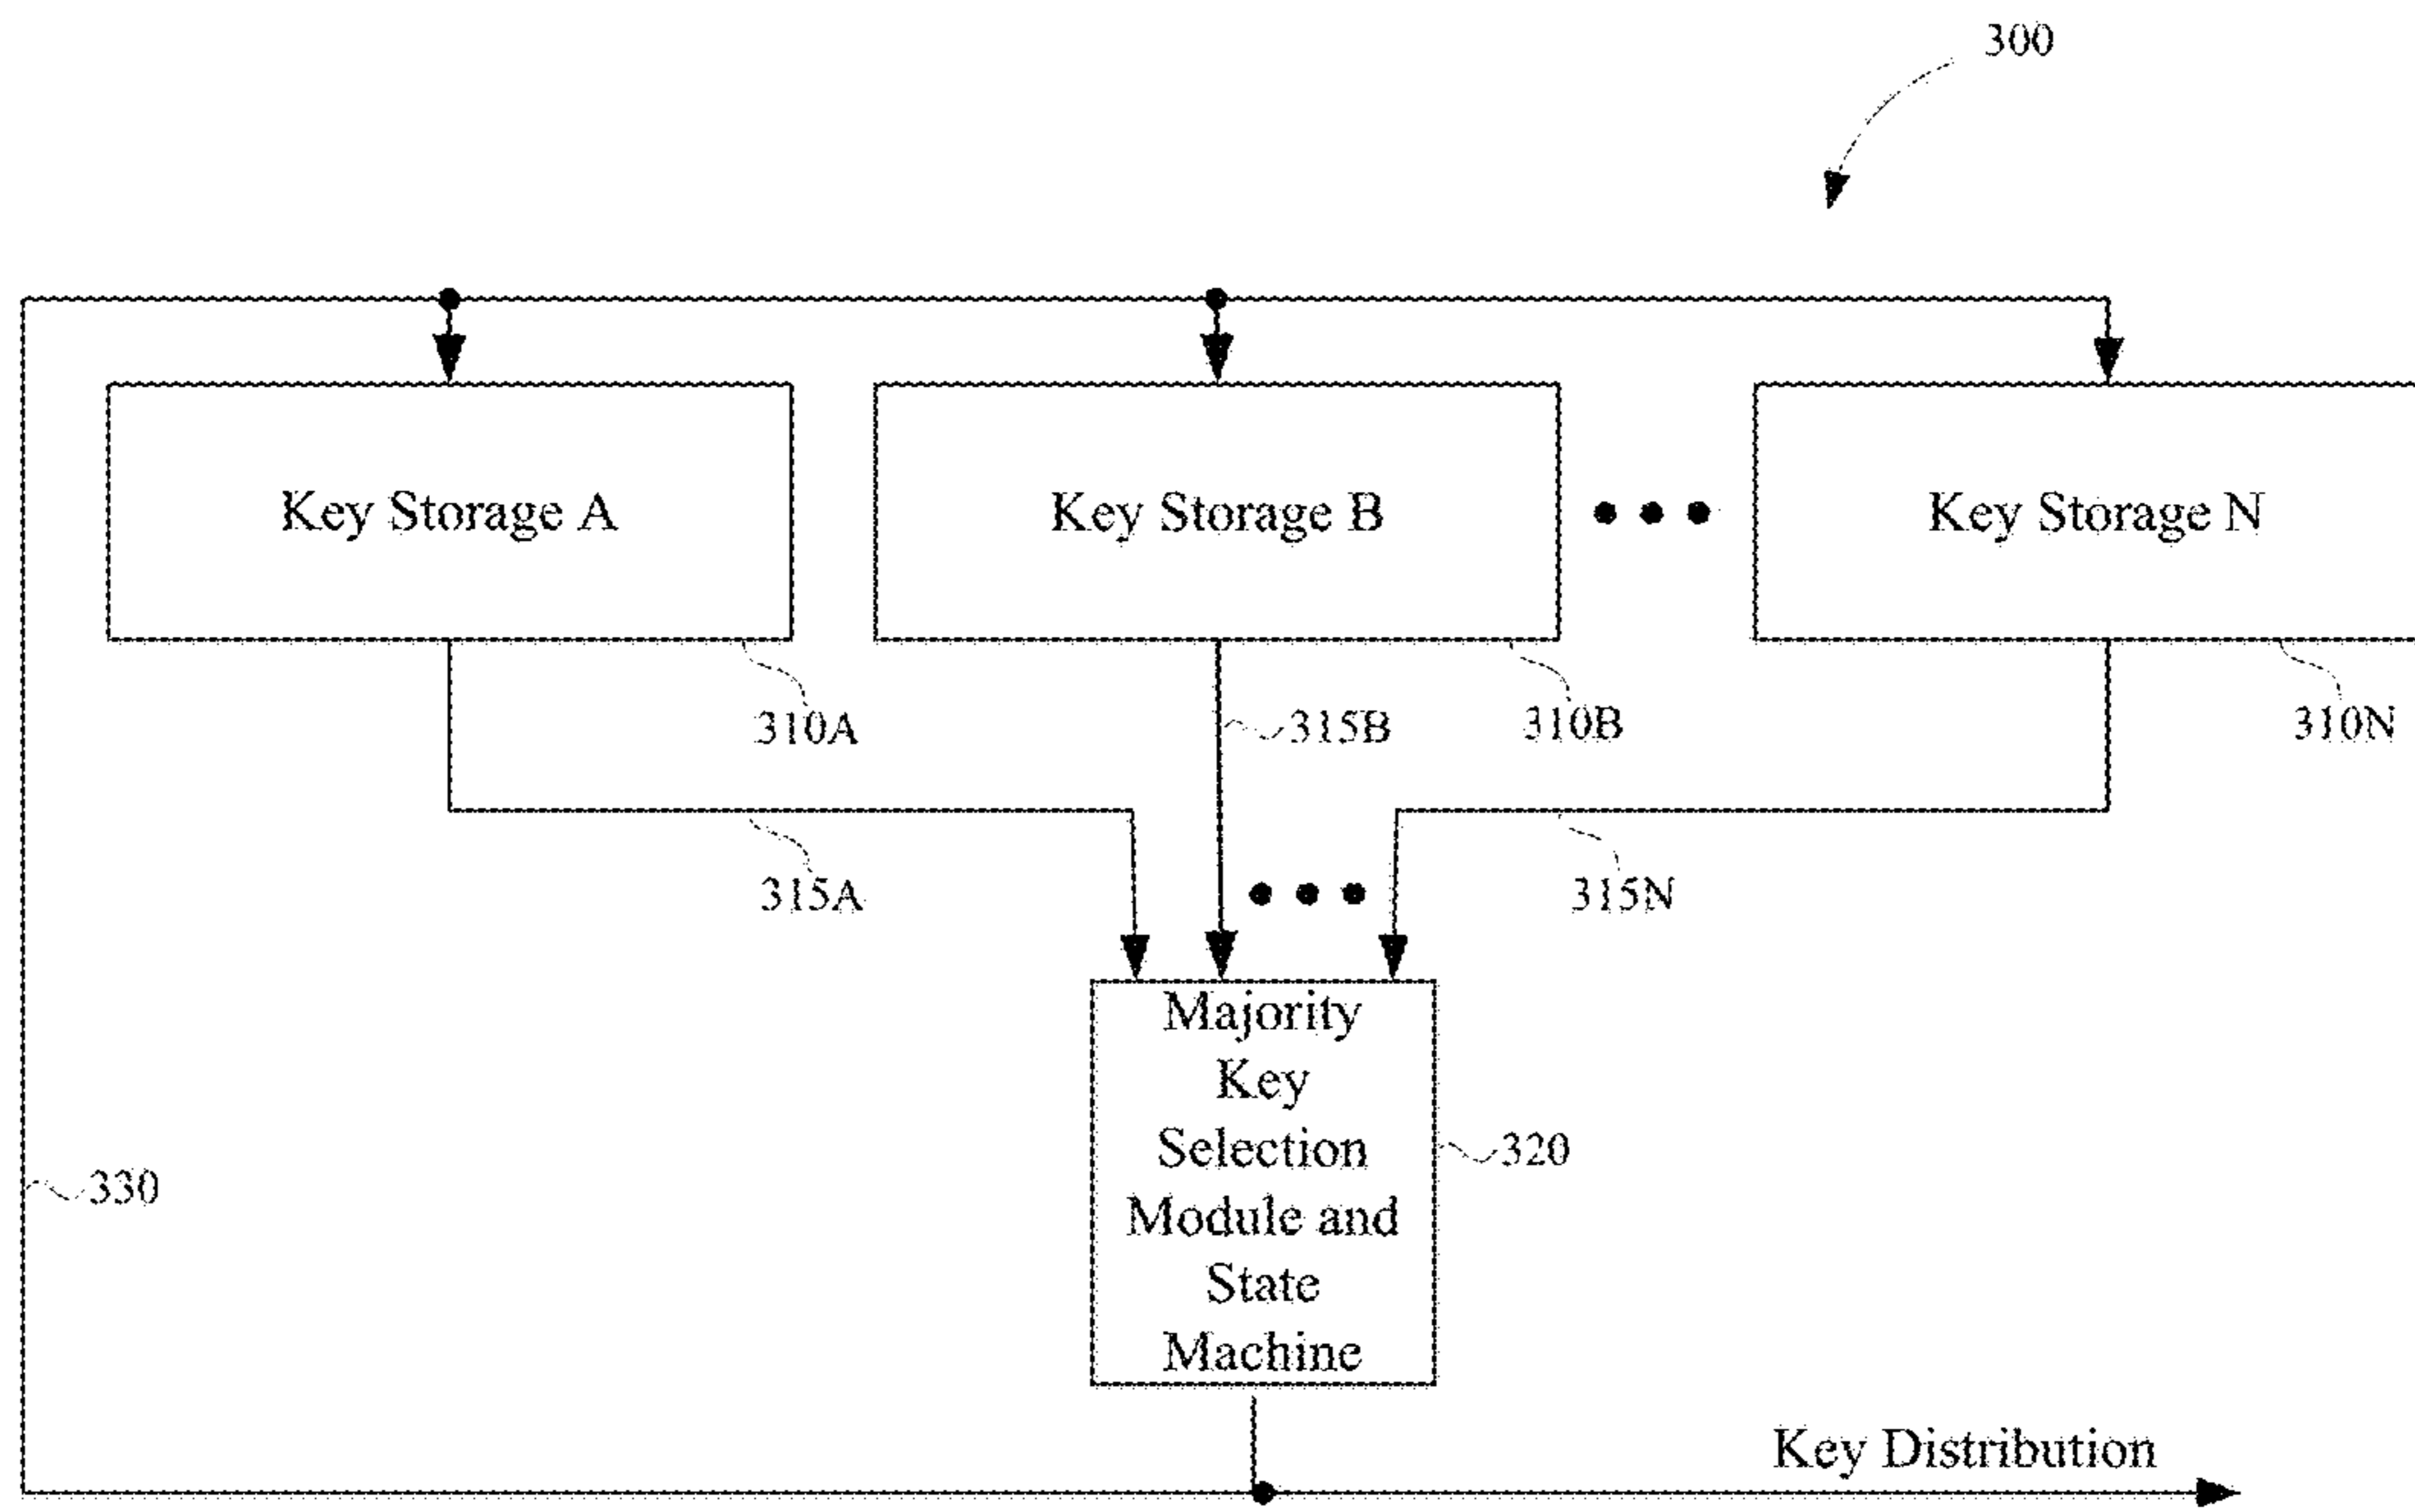 300
Key Storage A
Key Storage B
Key Storage N
310A
315B
310B
310N
315A
315N
Majority
Key
Selection
Module and
State
Machine
320
330
Key Distribution